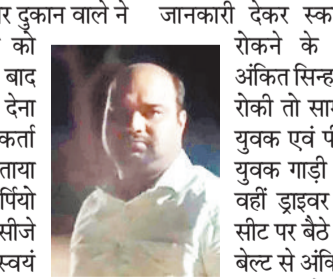 र दुकान वाले ने
को
बाद
देना
कर्ता
ताया
र्पियो
सीजे
स्वयं
जानकारी देकर स्क
रोकने के
अंकित सिन्ह
रोकी तो सा
युवक एवं प
युवक गाड़ी
वहीं ड्राइवर
सीट पर बैठे
बेल्ट से अंवि